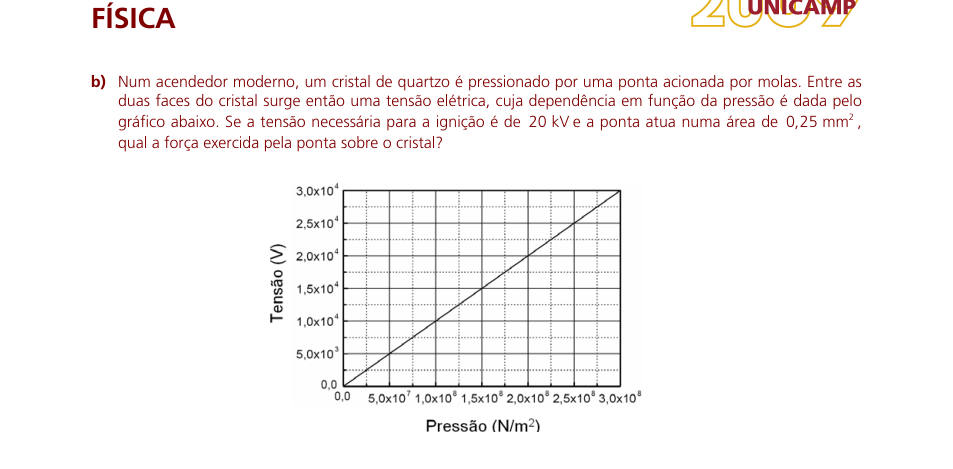 FÍSICA
UNICAMP
b) Num acendedor moderno, um cristal de quartzo é pressionado por uma ponta acionada por molas. Entre as
duas faces do cristal surge então uma tensão elétrica, cuja dependência em função da pressão é dada pelo
gráfico abaixo. Se a tensão necessária para a ignição é de 20 kV e a ponta atua numa área de 0,25 mm²,
qual a força exercida pela ponta sobre o cristal?
Tensão (V)
3,0x10⁴
2,5x10⁴
2,0x10⁴
1,5x10⁴
1,0x10⁴
5,0x10³
0,0
0,0 5,0x10⁷ 1,0x10⁸ 1,5x10⁸ 2,0x10⁸ 2,5x10⁸ 3,0x10⁸
Pressão (N/m²)